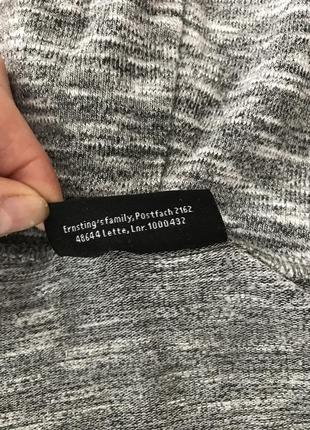 Ernsting's family, Postfach 2162
48644 Lette, Lnr. 1000432